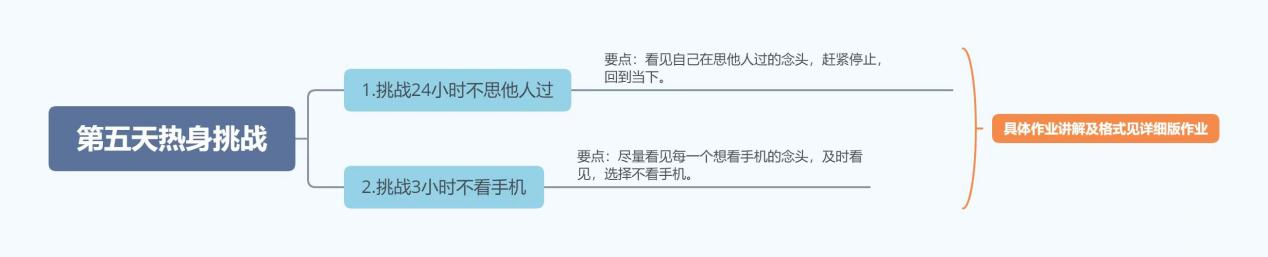 第五天热身挑战
1.挑战24小时不思他人过
要点：看见自己在思他人过的念头，赶紧停止，
回到当下。
2.挑战3小时不看手机
要点：尽量看见每一个想看手机的念头，及时看
见，选择不看手机。
具体作业讲解及格式见详细版作业